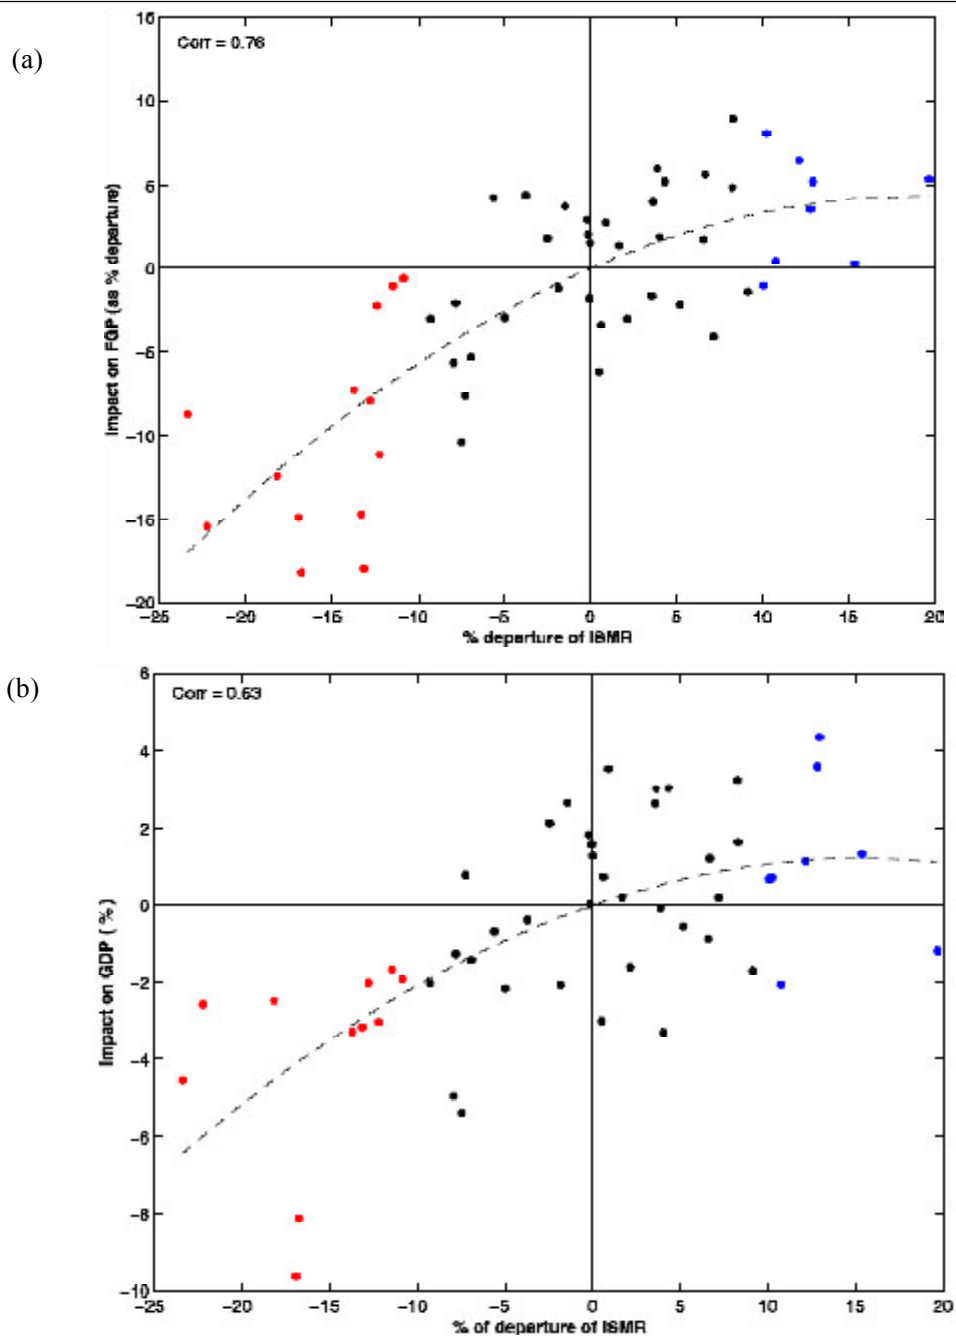 (a)
Corr = 0.76
15
10
5
0
−5
−10
−15
−20
Impact on FGP (as % departure)
−25 −20 −15 −10 −5 0 5 10 15 20
% departure of ISMR
(b)
Corr = 0.63
6
4
2
0
−2
−4
−6
−8
−10
Impact on GDP ( %)
−25 −20 −15 −10 −5 0 5 10 15 20
% of departure of ISMR